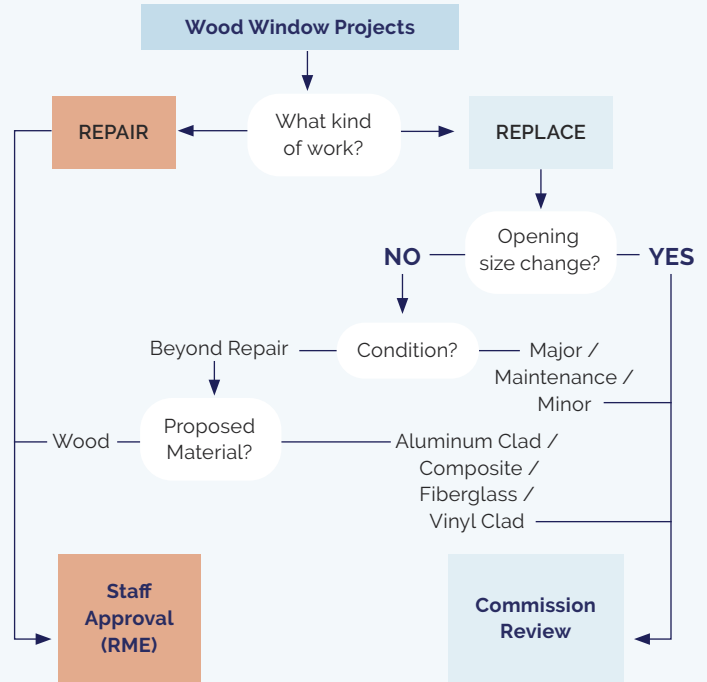 Wood Window Projects
REPAIR
What kind
of work?
REPLACE
Opening
size change?
NO
YES
Beyond Repair
Condition?
Major /
Maintenance /
Minor
Wood
Proposed
Material?
Aluminum Clad /
Composite /
Fiberglass /
Vinyl Clad
Staff
Approval
(RME)
Commission
Review